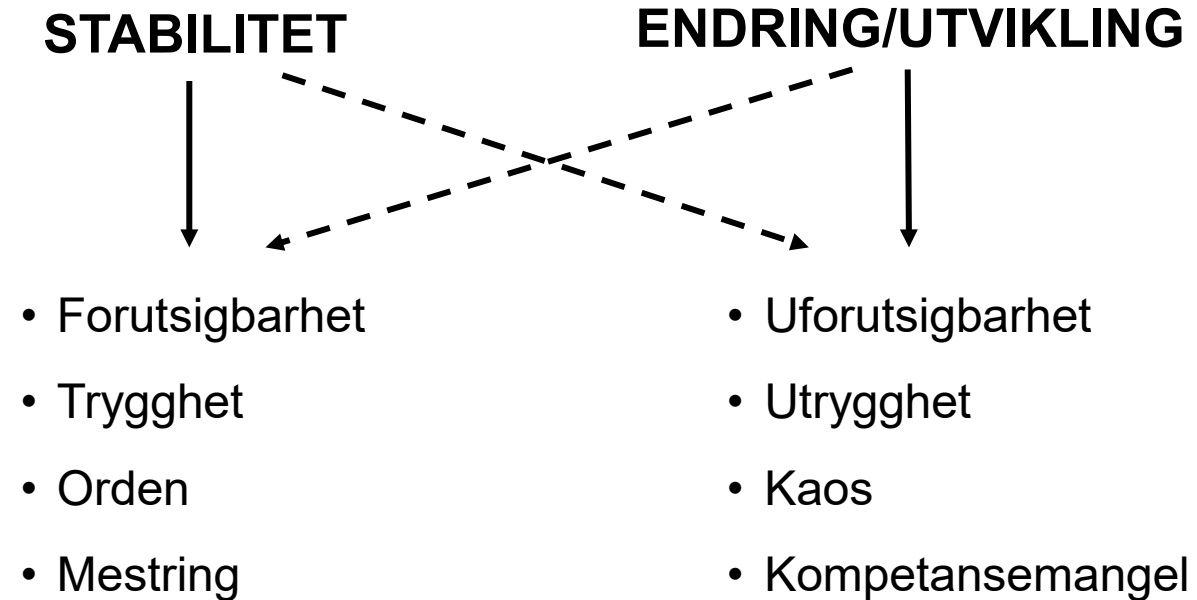 STABILITET
ENDRING/UTVIKLING
• Forutsigbarhet
• Trygghet
• Orden
• Mestring
• Uforutsigbarhet
• Utrygghet
• Kaos
• Kompetansemangel